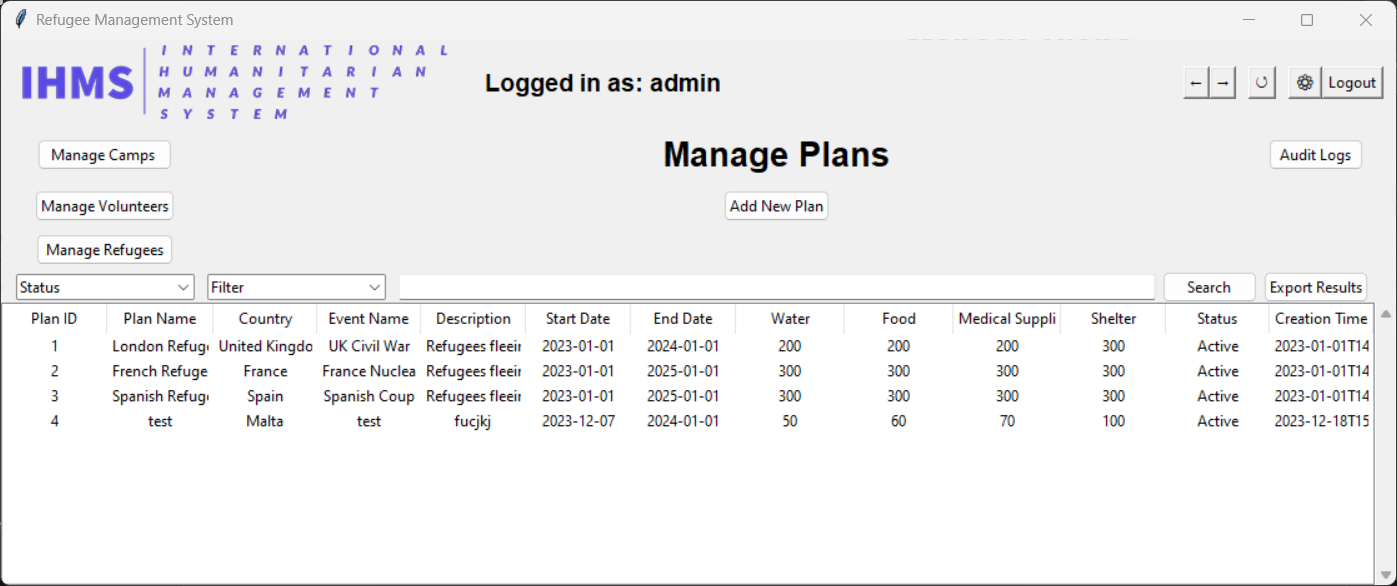 Refugee Management System
IHMS
INTERNATIONAL
HUMANITARIAN
MANAGEMENT
SYSTEM
Logged in as: admin
← → Logout
Manage Camps
Manage Plans
Audit Logs
Manage Volunteers
Add New Plan
Manage Refugees
Status Filter Search Export Results
Plan ID Plan Name Country Event Name Description Start Date End Date Water Food Medical Suppli Shelter Status Creation Time
1 London Refug United Kingdo UK Civil War Refugees fleein 2023-01-01 2024-01-01 200 200 200 300 Active 2023-01-01T14
2 French Refuge France France Nuclea Refugees fleein 2023-01-01 2025-01-01 300 300 300 300 Active 2023-01-01T14
3 Spanish Refug Spain Spanish Coup Refugees fleein 2023-01-01 2025-01-01 300 300 300 300 Active 2023-01-01T14
4 test Malta test fucjkj 2023-12-07 2024-01-01 50 60 70 100 Active 2023-12-18T15